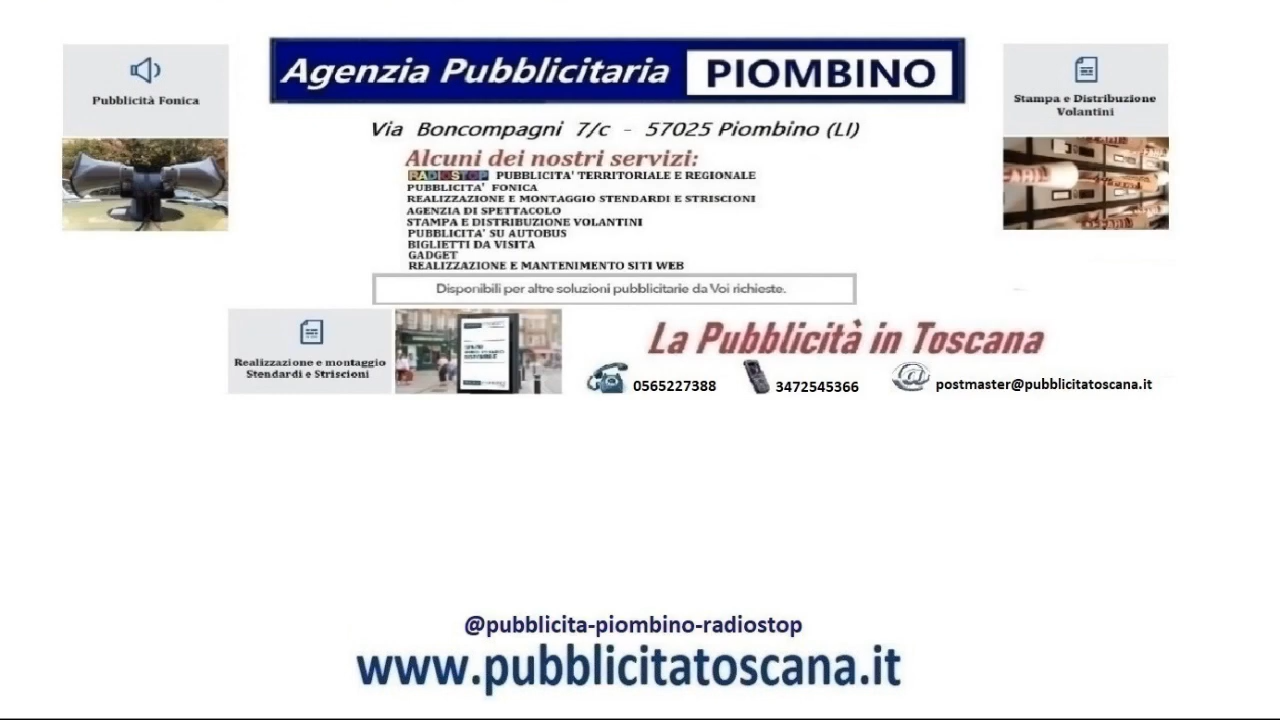 Agenzia Pubblicitaria PIOMBINO
Via Boncompagni 7/c - 57025 Piombino (LI)
Pubblicità Fonica
Stampa e Distribuzione
Volantini
Alcuni dei nostri servizi:
RADIOSTOP PUBBLICITA' TERRITORIALE E REGIONALE
PUBBLICITA' FONICA
REALIZZAZIONE E MONTAGGIO STENDARDI E STRISCIONI
AGENZIA DI SPETTACOLO
STAMPA E DISTRIBUZIONE VOLANTINI
PUBBLICITA' SU AUTOBUS
BIGLIETTI DA VISITA
GADGET
REALIZZAZIONE E MANTENIMENTO SITI WEB
Disponibili per altre soluzioni pubblicitarie da Voi richieste.
Realizzazione e montaggio
Stendardi e Striscioni
La Pubblicità in Toscana
0565227388 3472545366 postmaster@pubblicitatoscana.it
@pubblicita-piombino-radiostop
www.pubblicitatoscana.it